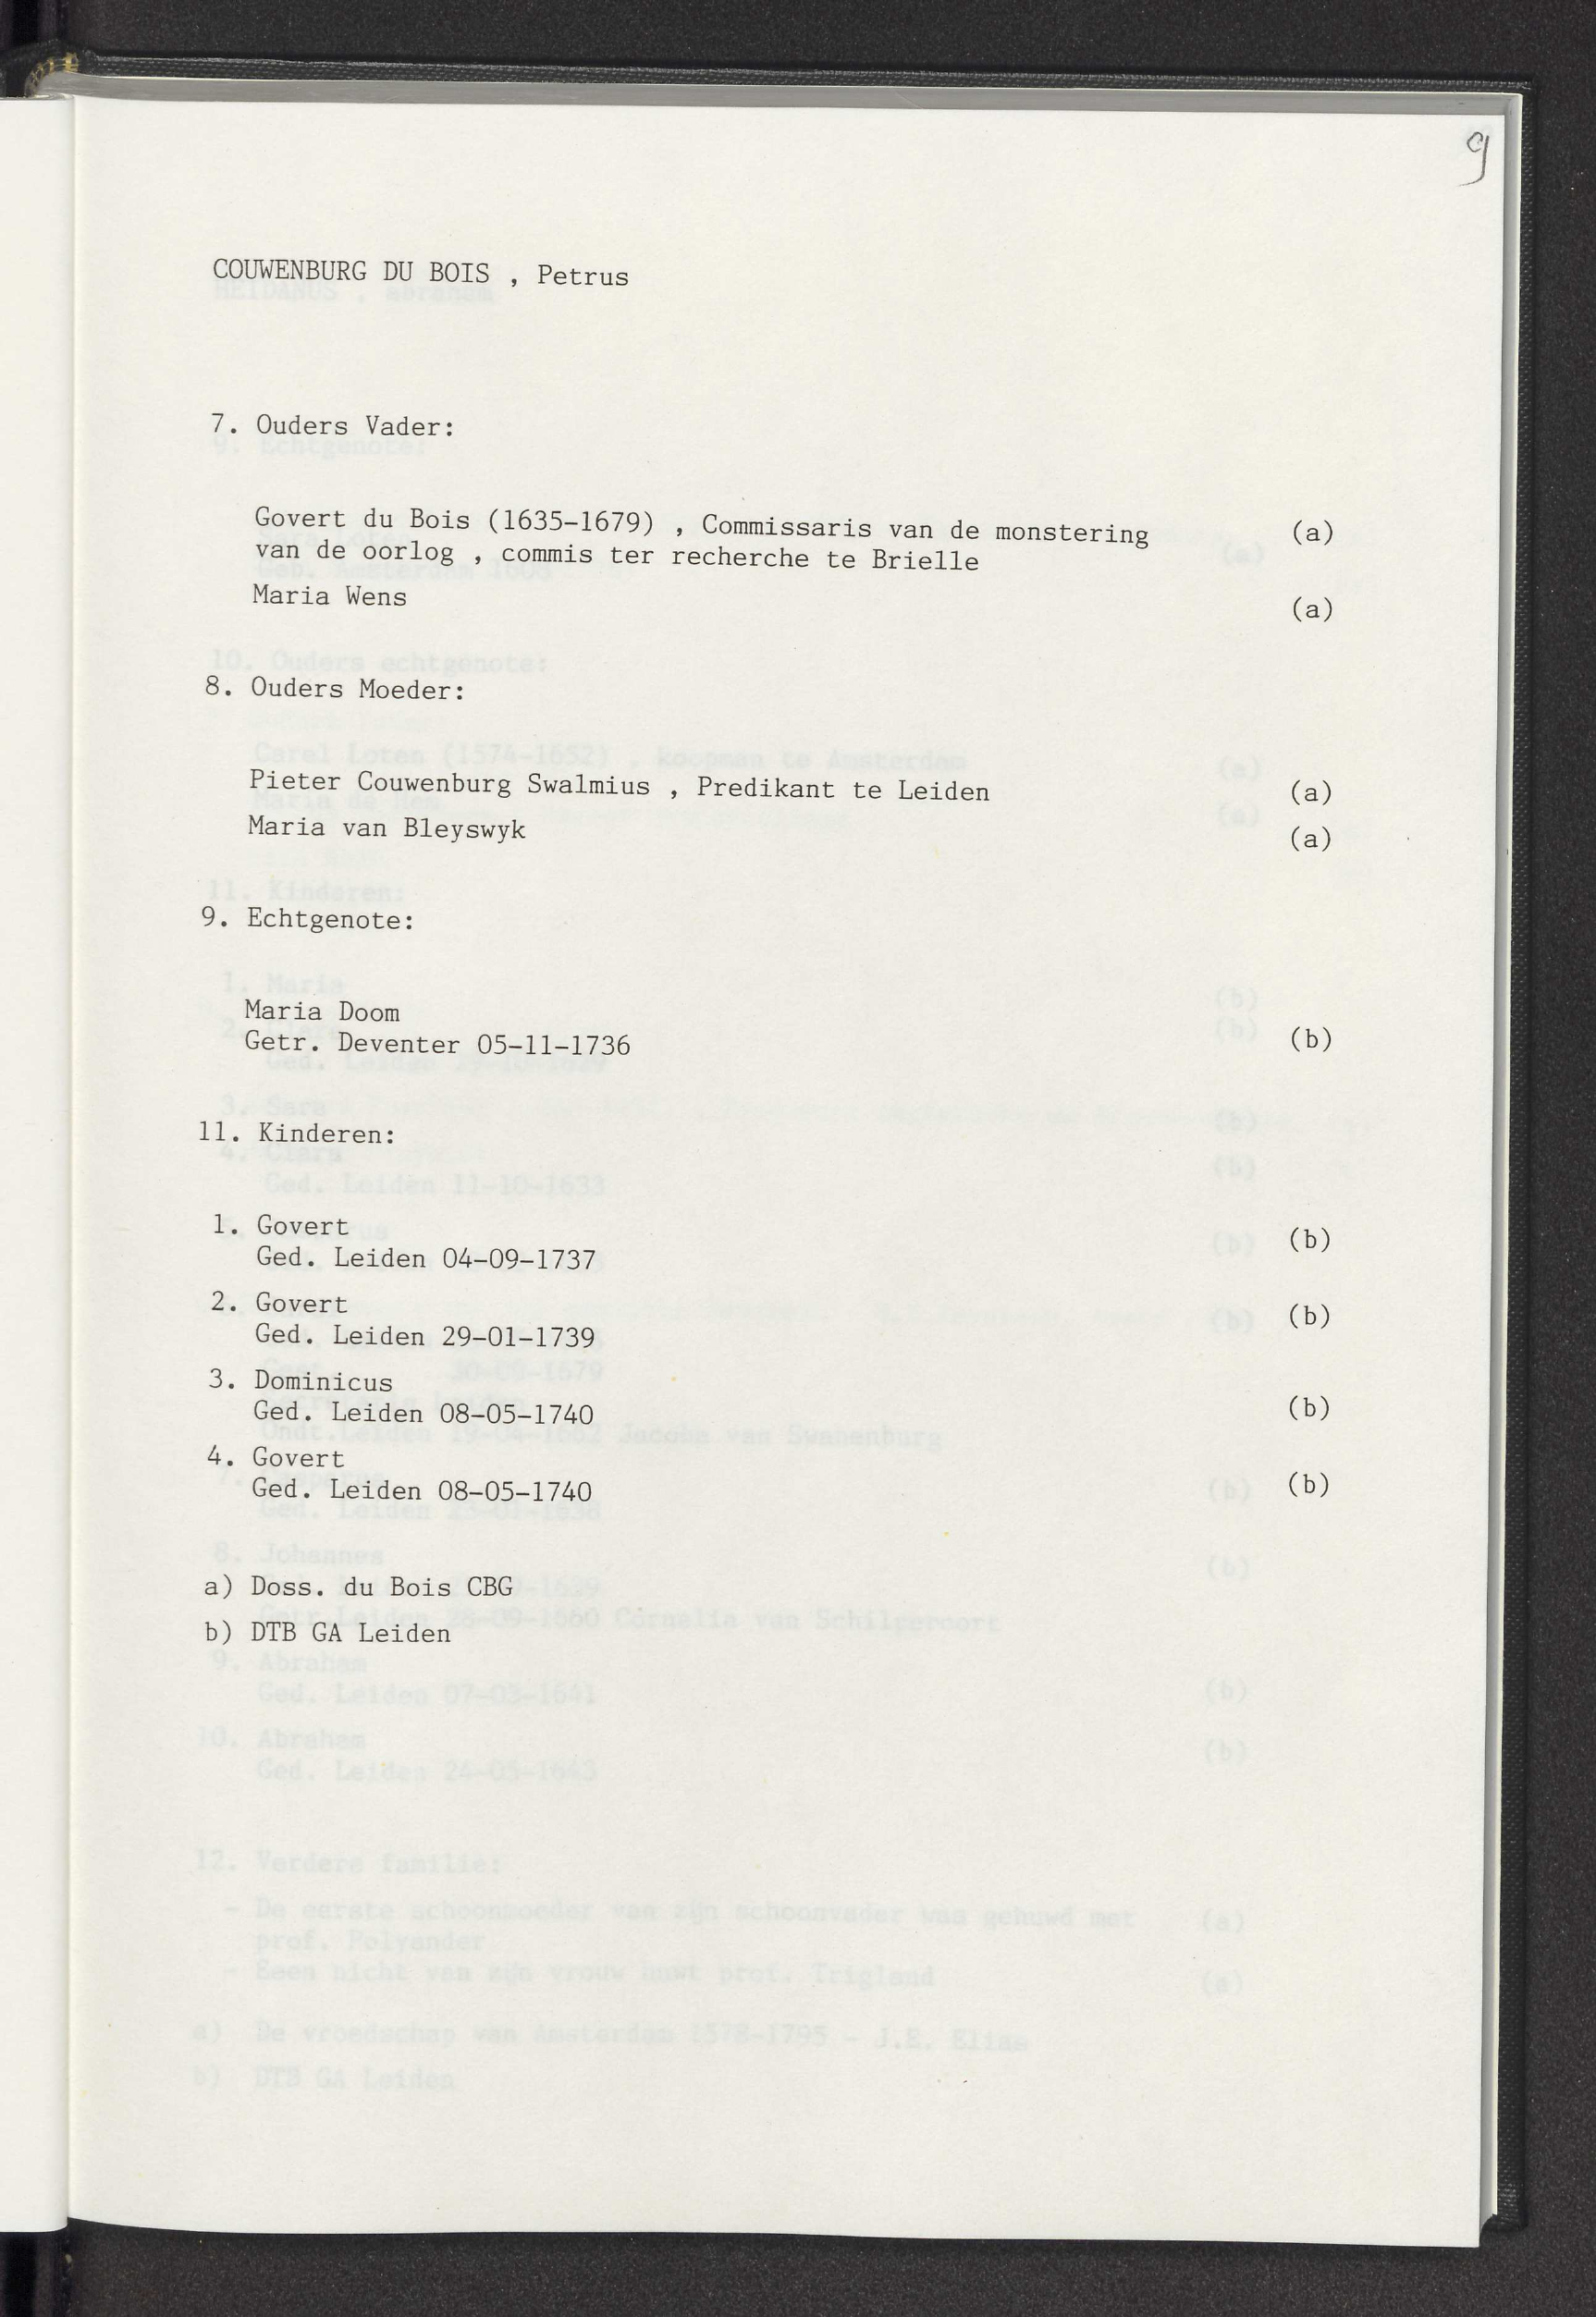 9
COUWENBURG DU BOIS , Petrus
7. Ouders Vader:
Govert du Bois (1635-1679) , Commissaris van de monstering (a)
van de oorlog , commis ter recherche te Brielle
Maria Wens (a)
8. Ouders Moeder:
Pieter Couwenburg Swalmius , Predikant te Leiden (a)
Maria van Bleyswyk (a)
9. Echtgenote:
Maria Doom
Getr. Deventer 05-11-1736 (b)
11. Kinderen:
1. Govert (b)
Ged. Leiden 04-09-1737
2. Govert (b)
Ged. Leiden 29-01-1739
3. Dominicus
Ged. Leiden 08-05-1740 (b)
4. Govert
Ged. Leiden 08-05-1740 (b)
a) Doss. du Bois CBG
b) DTB GA Leiden